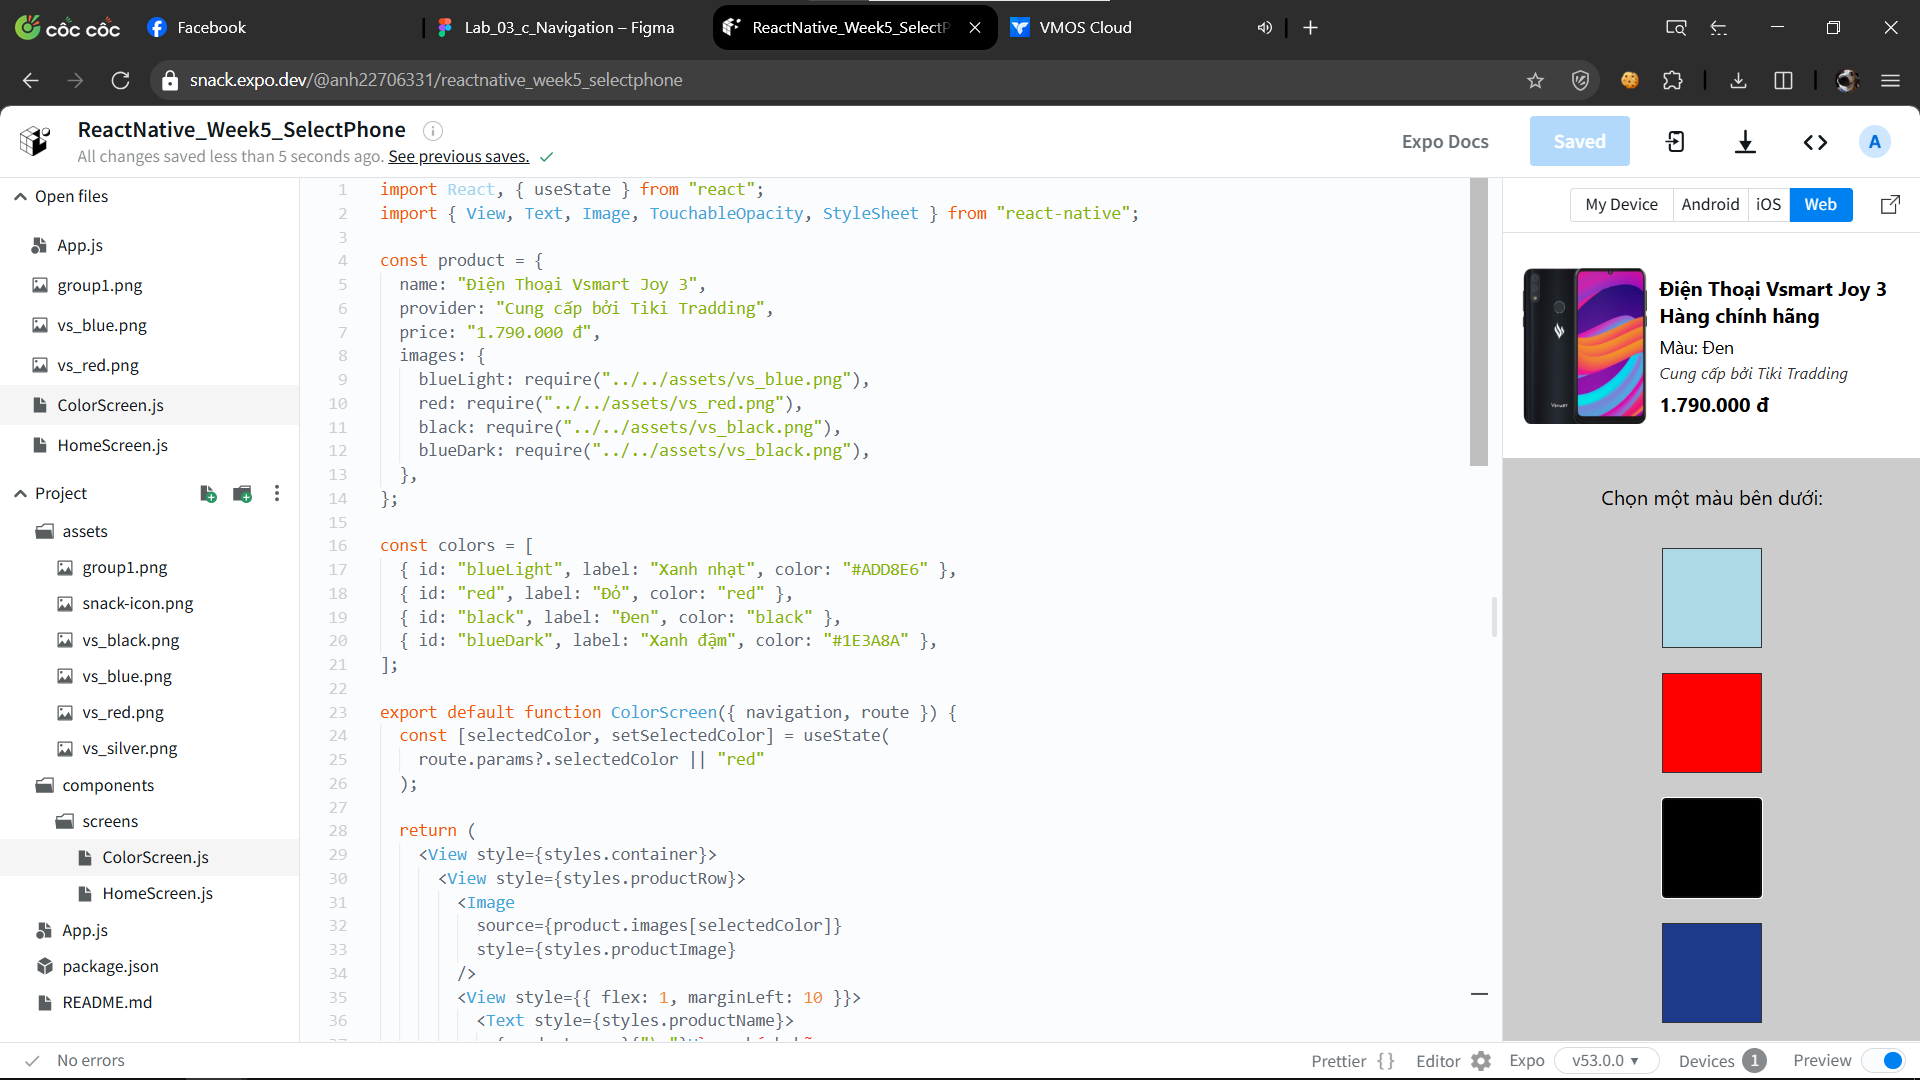 cốc cốc
Facebook
Lab_03_c_Navigation – Figma
ReactNative_Week5_SelectP
VMOS Cloud
snack.expo.dev/@anh22706331/reactnative_week5_selectphone
ReactNative_Week5_SelectPhone
All changes saved less than 5 seconds ago. See previous saves.
Expo Docs
Saved
A
Open files
App.js
group1.png
vs_blue.png
vs_red.png
ColorScreen.js
HomeScreen.js
Project
assets
group1.png
snack-icon.png
vs_black.png
vs_blue.png
vs_red.png
vs_silver.png
components
screens
ColorScreen.js
HomeScreen.js
App.js
package.json
README.md
1 import React, { useState } from "react";
2 import { View, Text, Image, TouchableOpacity, StyleSheet } from "react-native";
3
4 const product = {
5 name: "Điện Thoại Vsmart Joy 3",
6 provider: "Cung cấp bởi Tiki Tradding",
7 price: "1.790.000 đ",
8 images: {
9 blueLight: require("../../assets/vs_blue.png"),
10 red: require("../../assets/vs_red.png"),
11 black: require("../../assets/vs_black.png"),
12 blueDark: require("../../assets/vs_black.png"),
13 },
14 };
15
16 const colors = [
17 { id: "blueLight", label: "Xanh nhạt", color: "#ADD8E6" },
18 { id: "red", label: "Đỏ", color: "red" },
19 { id: "black", label: "Đen", color: "black" },
20 { id: "blueDark", label: "Xanh đậm", color: "#1E3A8A" },
21 ];
22
23 export default function ColorScreen({ navigation, route }) {
24 const [selectedColor, setSelectedColor] = useState(
25 route.params?.selectedColor || "red"
26 );
27
28 return (
29 <View style={styles.container}>
30 <View style={styles.productRow}>
31 <Image
32 source={product.images[selectedColor]}
33 style={styles.productImage}
34 />
35 <View style={{ flex: 1, marginLeft: 10 }}>
36 <Text style={styles.productName}>
My Device
Android
iOS
Web
Điện Thoại Vsmart Joy 3
Hàng chính hãng
Màu: Đen
Cung cấp bởi Tiki Tradding
1.790.000 đ
Chọn một màu bên dưới:
No errors
Prettier { }
Editor
Expo
v53.0.0 ▾
Devices 1
Preview